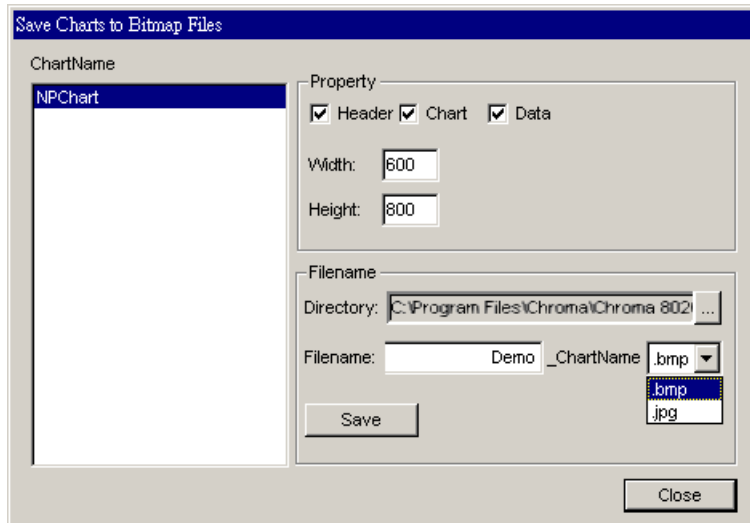 Save Charts to Bitmap Files
ChartName
NPChart
Property
Header Chart Data
Width: 600
Height: 800
Filename
Directory: C:\Program Files\Chroma\Chroma 802 ...
Filename: Demo _ChartName .bmp
.bmp
.jpg
Save
Close